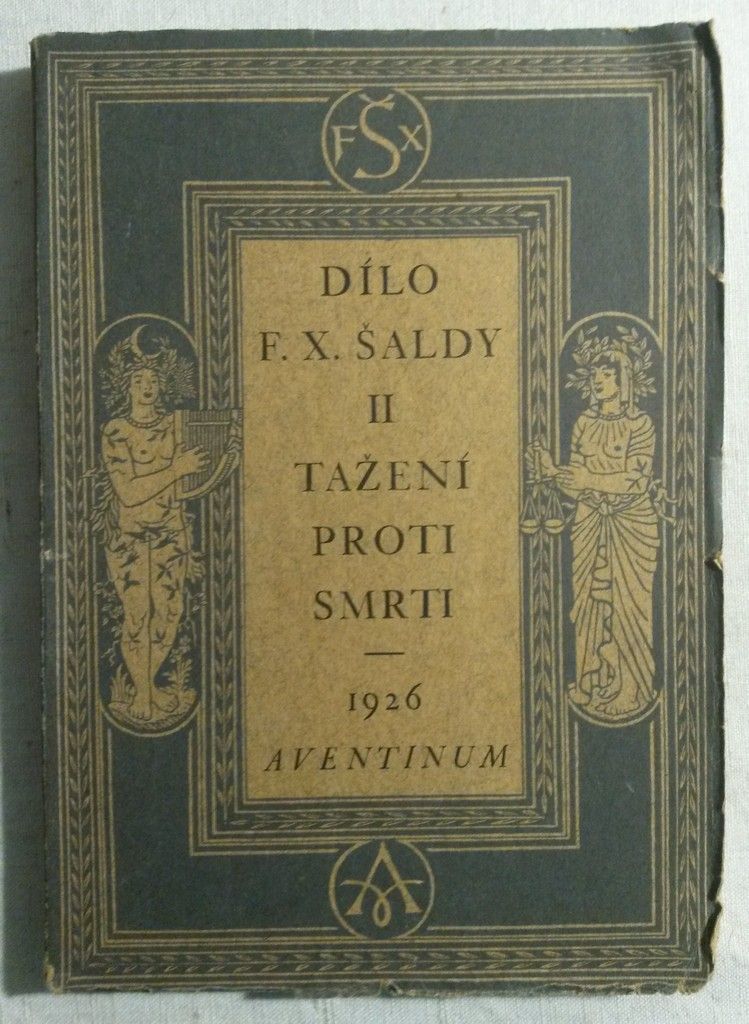 FŠX
DÍLO
F. X. ŠALDY
II
TAŽENÍ
PROTI
SMRTI
—
1926
AVENTINUM
A